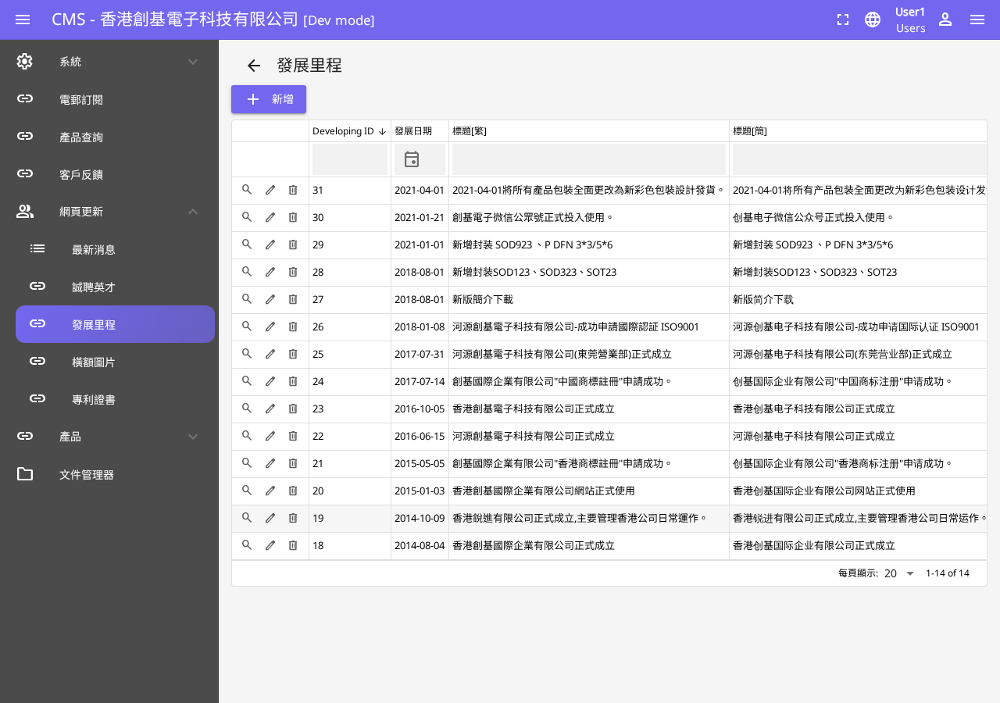 CMS - 香港創基電子科技有限公司 [Dev mode]
User1
Users
系統
電郵訂閱
產品查詢
客戶反饋
網頁更新
最新消息
誠聘英才
發展里程
橫額圖片
專利證書
產品
文件管理器
發展里程
新增
Developing ID 發展日期 標題[繁] 標題[簡]
31 2021-04-01 2021-04-01將所有產品包裝全面更改為新彩色包裝設計發貨。 2021-04-01将所有产品包装全面更改为新彩色包装设计发
30 2021-01-21 創基電子微信公眾號正式投入使用。 创基电子微信公众号正式投入使用。
29 2021-01-01 新增封装 SOD923 、P DFN 3*3/5*6 新增封装 SOD923 、P DFN 3*3/5*6
28 2018-08-01 新增封装SOD123、SOD323、SOT23 新增封装SOD123、SOD323、SOT23
27 2018-08-01 新版簡介下載 新版简介下载
26 2018-01-08 河源創基電子科技有限公司-成功申請國際認証 ISO9001 河源创基电子科技有限公司-成功申请国际认证 ISO9001
25 2017-07-31 河源創基電子科技有限公司(東莞營業部)正式成立 河源创基电子科技有限公司(东莞营业部)正式成立
24 2017-07-14 創基國際企業有限公司"中國商標註冊"申請成功。 创基国际企业有限公司"中国商标注册"申请成功。
23 2016-10-05 香港創基電子科技有限公司正式成立 香港创基电子科技有限公司正式成立
22 2016-06-15 河源創基電子科技有限公司正式成立 河源创基电子科技有限公司正式成立
21 2015-05-05 創基國際企業有限公司"香港商標註冊"申請成功。 创基国际企业有限公司"香港商标注册"申请成功。
20 2015-01-03 香港創基國際企業有限公司網站正式使用 香港创基国际企业有限公司网站正式使用
19 2014-10-09 香港銳進有限公司正式成立,主要管理香港公司日常運作。 香港锐进有限公司正式成立,主要管理香港公司日常运作。
18 2014-08-04 香港創基國際企業有限公司正式成立 香港创基国际企业有限公司正式成立
每頁顯示: 20 1-14 of 14